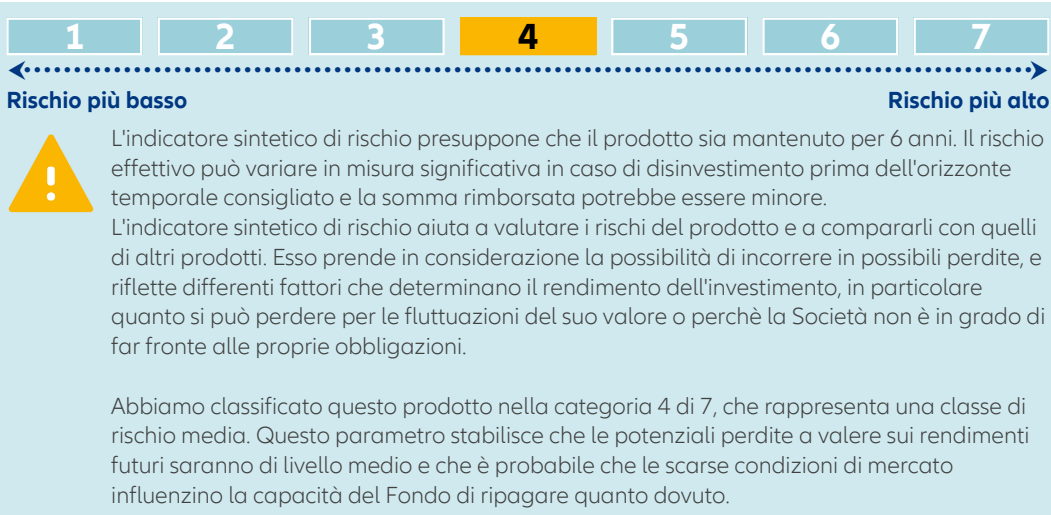 1 2 3 4 5 6 7
Rischio più basso Rischio più alto
L'indicatore sintetico di rischio presuppone che il prodotto sia mantenuto per 6 anni. Il rischio
effettivo può variare in misura significativa in caso di disinvestimento prima dell'orizzonte
temporale consigliato e la somma rimborsata potrebbe essere minore.
L'indicatore sintetico di rischio aiuta a valutare i rischi del prodotto e a compararli con quelli
di altri prodotti. Esso prende in considerazione la possibilità di incorrere in possibili perdite, e
riflette differenti fattori che determinano il rendimento dell'investimento, in particolare
quanto si può perdere per le fluttuazioni del suo valore o perchè la Società non è in grado di
far fronte alle proprie obbligazioni.
Abbiamo classificato questo prodotto nella categoria 4 di 7, che rappresenta una classe di
rischio media. Questo parametro stabilisce che le potenziali perdite a valere sui rendimenti
futuri saranno di livello medio e che è probabile che le scarse condizioni di mercato
influenzino la capacità del Fondo di ripagare quanto dovuto.